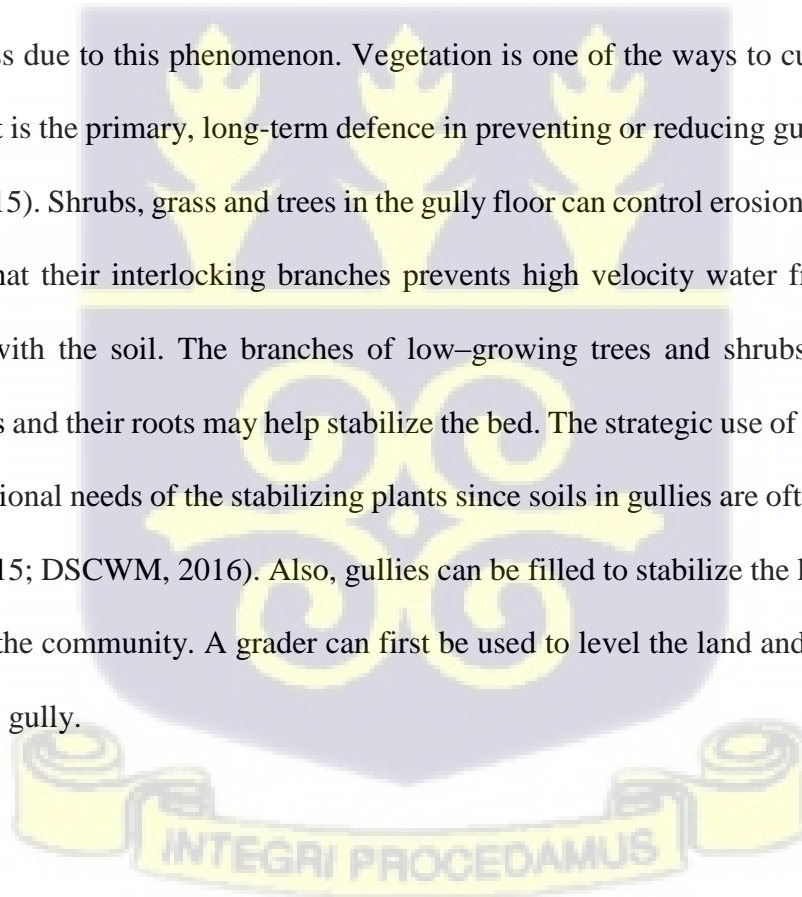 s due to this phenomenon. Vegetation is one of the ways to cu
t is the primary, long-term defence in preventing or reducing gu
15). Shrubs, grass and trees in the gully floor can control erosion
hat their interlocking branches prevents high velocity water fr
with the soil. The branches of low–growing trees and shrubs
s and their roots may help stabilize the bed. The strategic use of
ional needs of the stabilizing plants since soils in gullies are oft
15; DSCWM, 2016). Also, gullies can be filled to stabilize the l
the community. A grader can first be used to level the land and
gully.
INTEGRI PROCEDAMUS